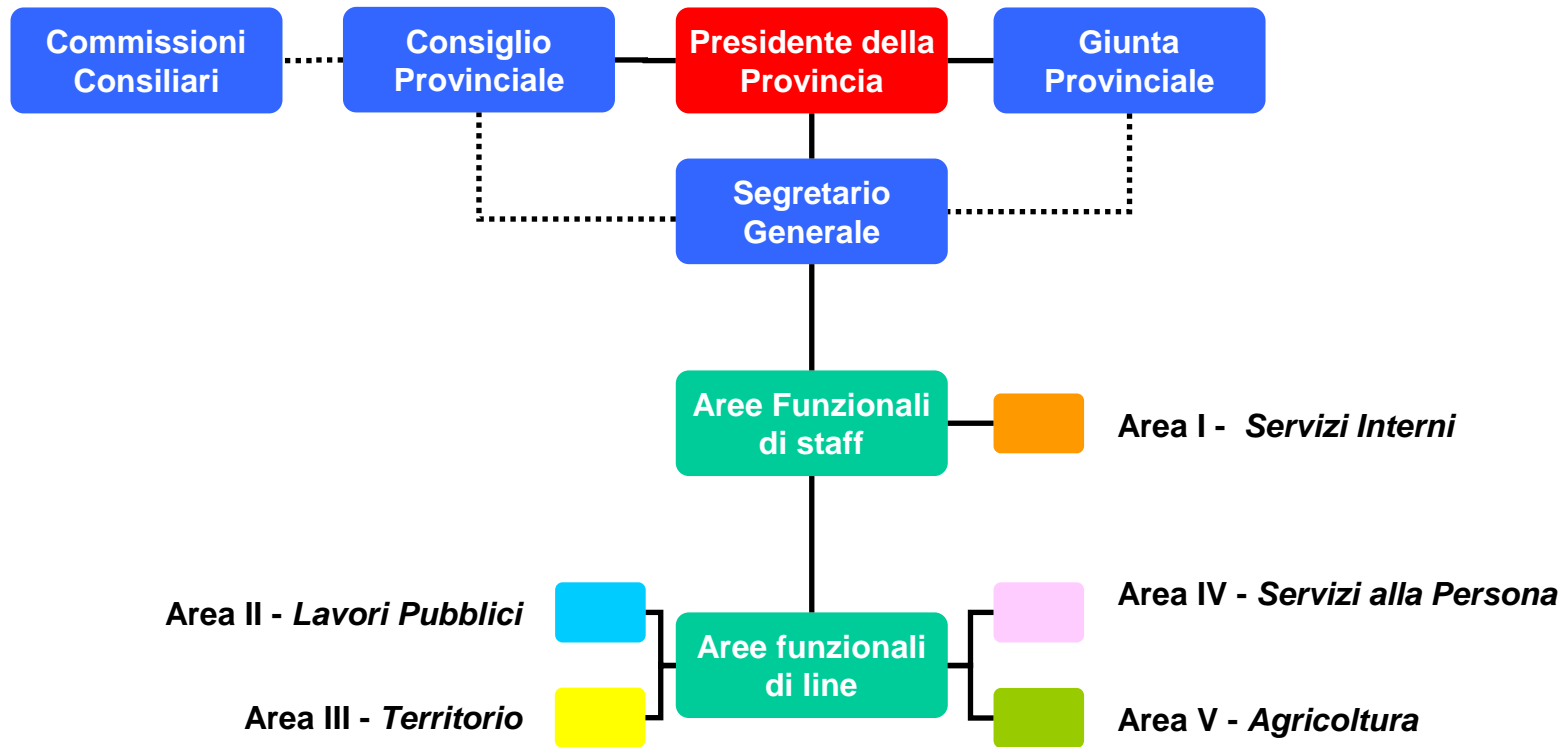 Commissioni
Consiliari
Consiglio
Provinciale
Presidente della
Provincia
Giunta
Provinciale
Segretario
Generale
Aree Funzionali
di staff
Area I - Servizi Interni
Area II - Lavori Pubblici
Area III - Territorio
Aree funzionali
di line
Area IV - Servizi alla Persona
Area V - Agricoltura